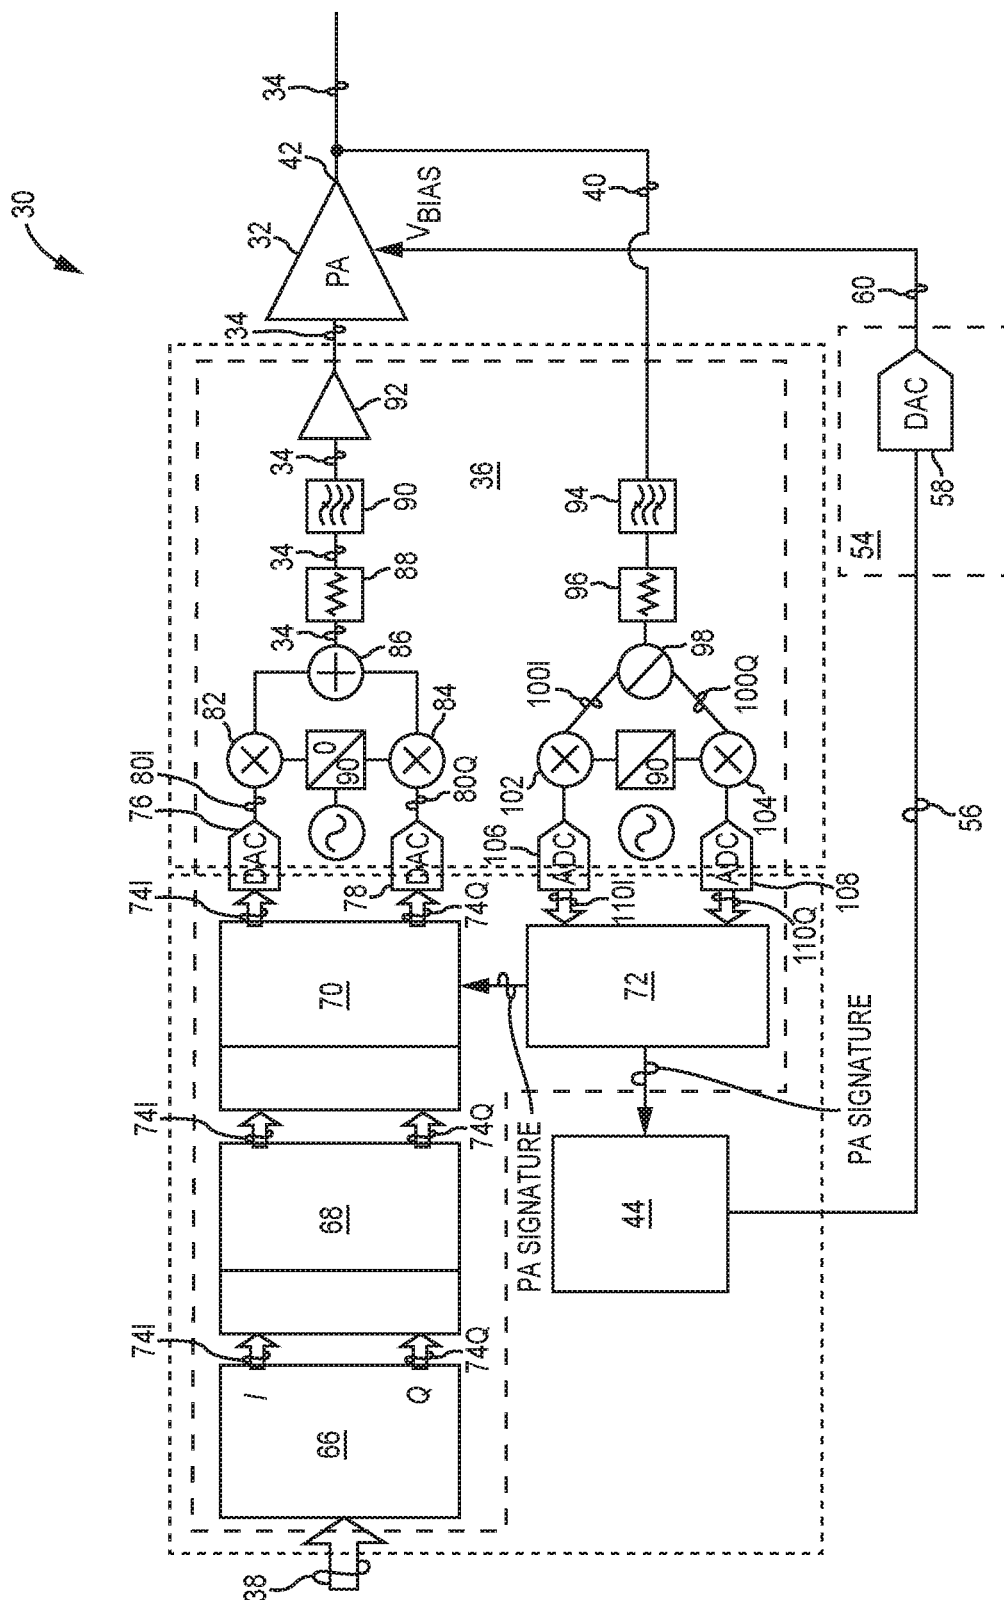 30
38
66
I
Q
74I
74Q
68
74I
74Q
70
74I
74Q
76
DAC
80I
78
DAC
80Q
82
84
0
90
86
34
88
34
90
34
92
34
32
PA
42
34
VBIAS
36
40
94
96
98
100I
100Q
102
90
104
106
ADC
110I
108
ADC
110Q
72
PA SIGNATURE
PA SIGNATURE
44
56
54
58
DAC
60